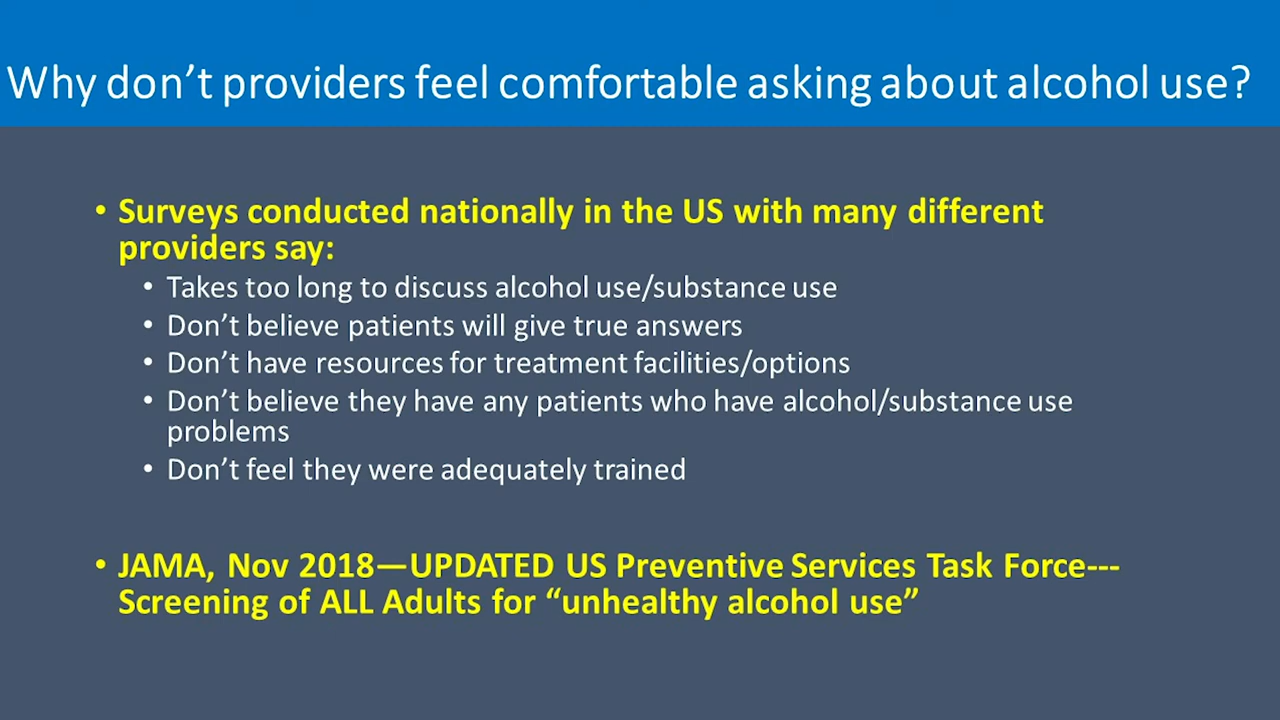 Why don’t providers feel comfortable asking about alcohol use?
• Surveys conducted nationally in the US with many different
providers say:
• Takes too long to discuss alcohol use/substance use
• Don’t believe patients will give true answers
• Don’t have resources for treatment facilities/options
• Don’t believe they have any patients who have alcohol/substance use
problems
• Don’t feel they were adequately trained
• JAMA, Nov 2018—UPDATED US Preventive Services Task Force---
Screening of ALL Adults for “unhealthy alcohol use”